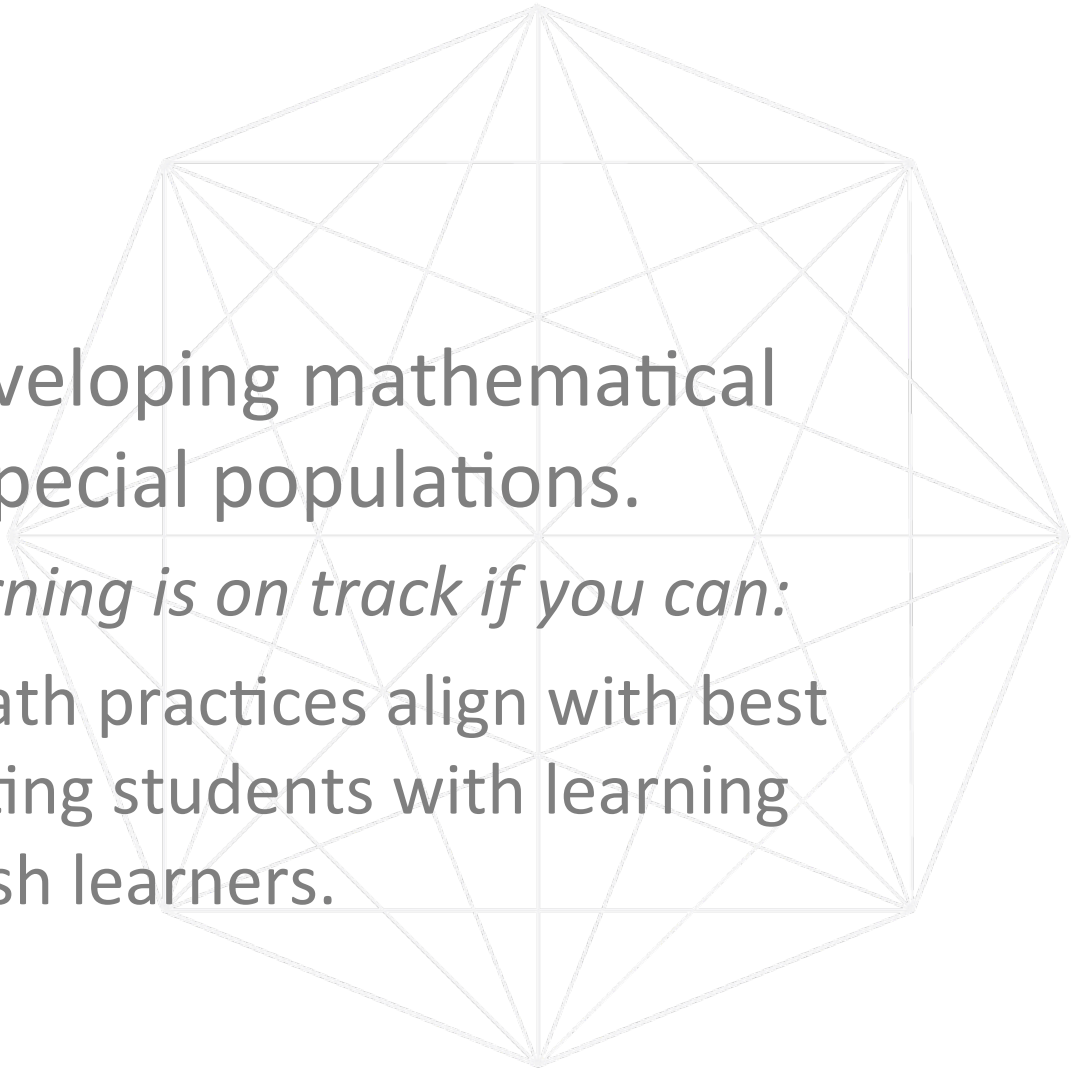 veloping mathematical
pecial populations.
rning is on track if you can:
ath practices align with best
ting students with learning
sh learners.